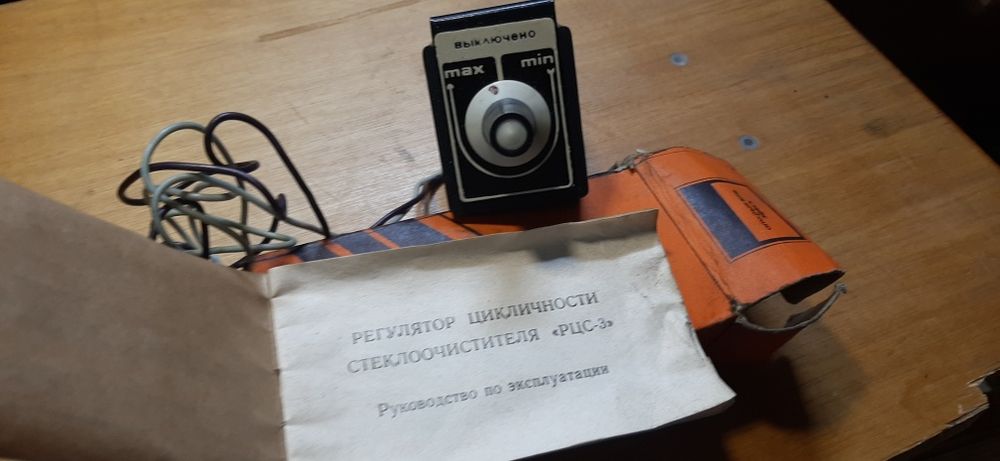 выключено
max min
РЕГУЛЯТОР ЦИКЛИЧНОСТИ
СТЕКЛООЧИСТИТЕЛЯ «РЦС-3»
Руководство по эксплуатации